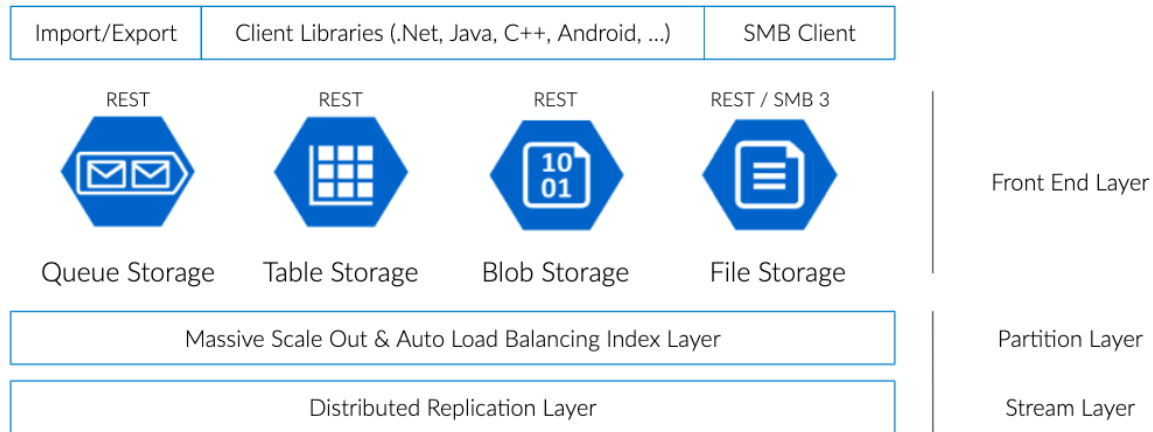 Import/Export
Client Libraries (.Net, Java, C++, Android, ...)
SMB Client
REST
REST
REST
REST / SMB 3
10
01
Front End Layer
Queue Storage
Table Storage
Blob Storage
File Storage
Massive Scale Out & Auto Load Balancing Index Layer
Partition Layer
Distributed Replication Layer
Stream Layer